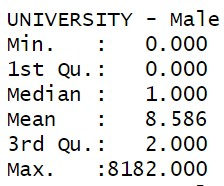 UNIVERSITY - Male
Min.   :   0.000
1st Qu.:   0.000
Median :   1.000
Mean   :   8.586
3rd Qu.:   2.000
Max.   :8182.000